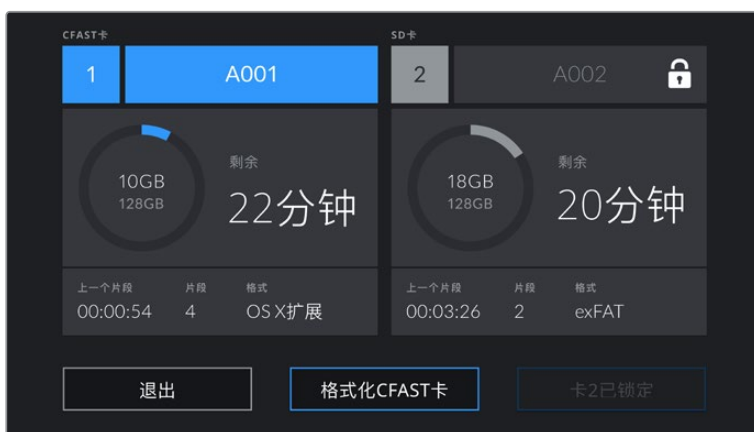 CFAST卡
1
A001
10GB
128GB
剩余
22分钟
上一个片段 片段 格式
00:00:54 4 OS X扩展
SD卡
2
A002
18GB
128GB
剩余
20分钟
上一个片段 片段 格式
00:03:26 2 exFAT
退出
格式化CFAST卡
卡2已锁定